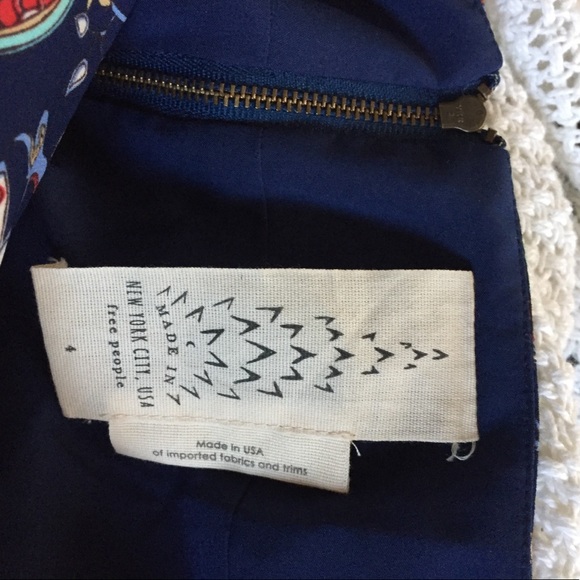 MADE IN
NEW YORK CITY, USA
free people
4
Made in USA
of imported fabrics and trims